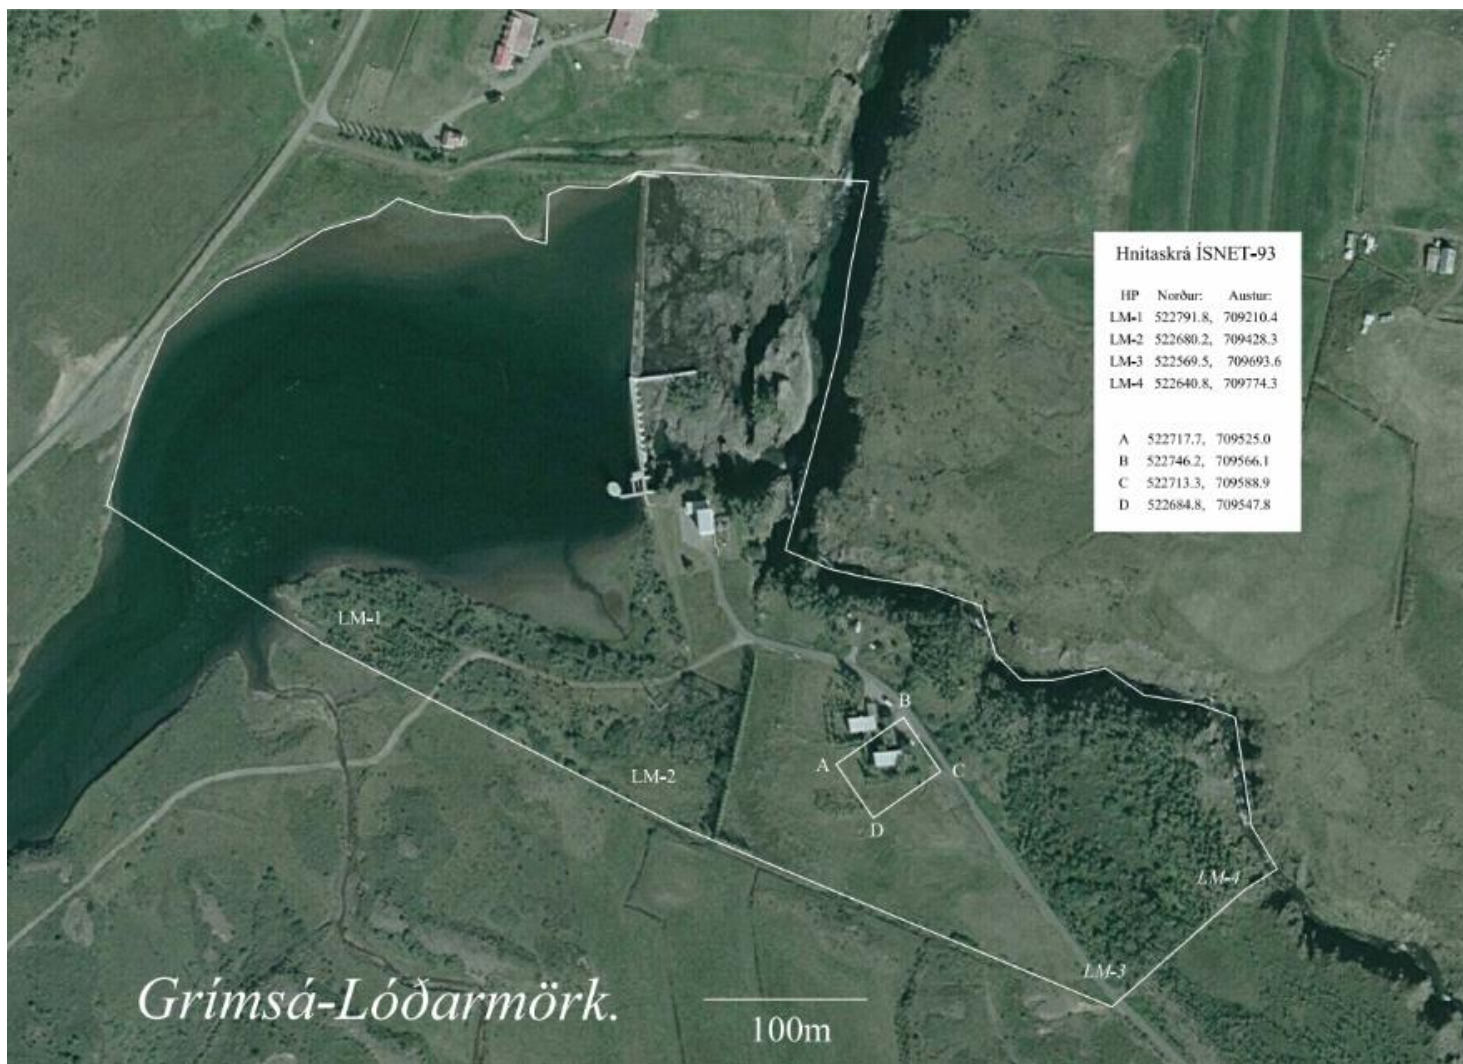 Hnitaskrá ÍSNET-93
HP Norður: Austur:
LM-1 522791.8, 709210.4
LM-2 522680.2, 709428.3
LM-3 522569.5, 709693.6
LM-4 522640.8, 709774.3
A 522717.7, 709525.0
B 522746.2, 709566.1
C 522713.3, 709588.9
D 522684.8, 709547.8
LM-1
B
A
C
LM-2
D
LM-4
LM-3
Grímsá-Lóðarmörk.
100m